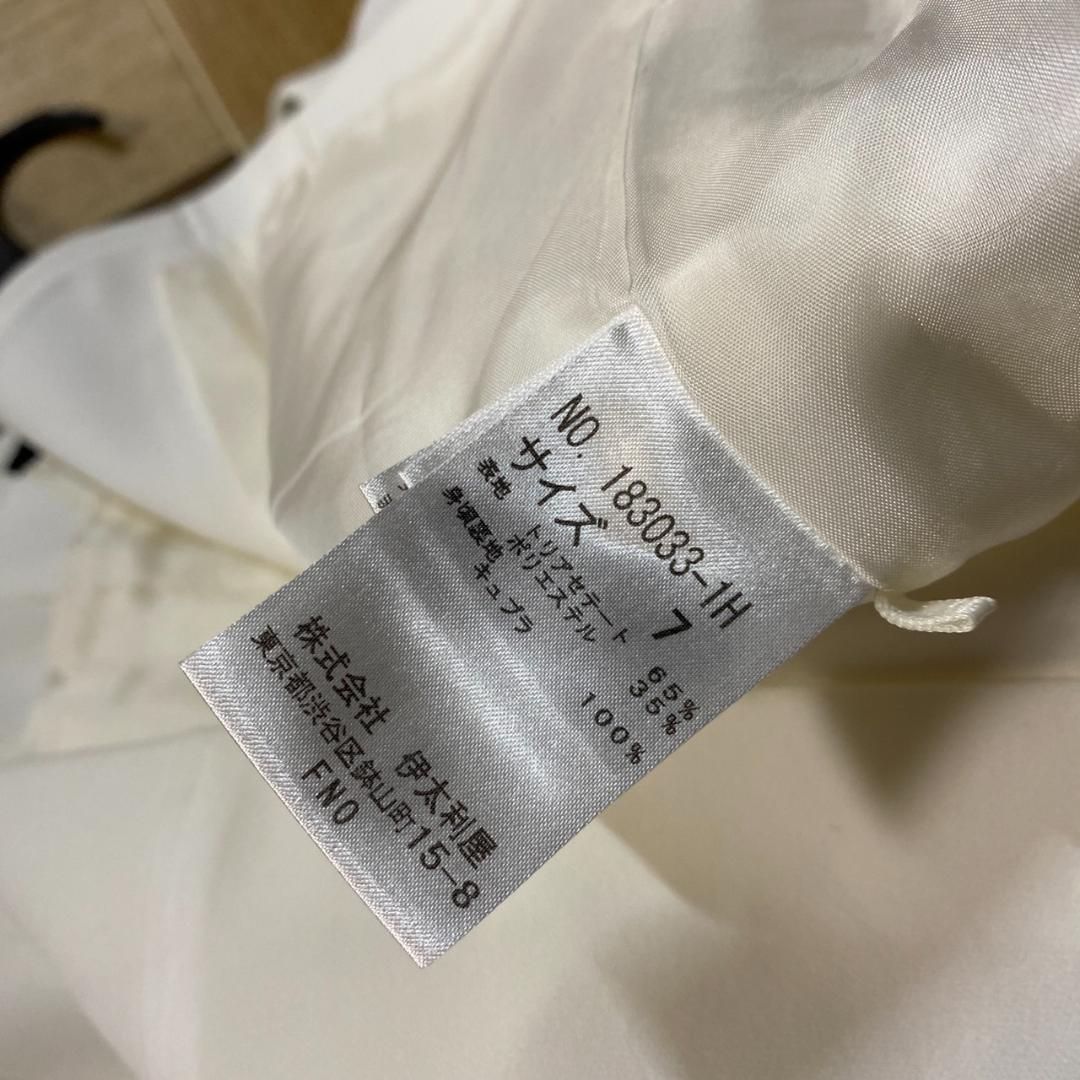 NO. 183033-1H
サイズ 7
表地 トリアセテート 65%
ポリエステル 35%
身頃裏地 キュプラ 100%
株式会社 伊太利屋
東京都渋谷区鉢山町15-8
FNO